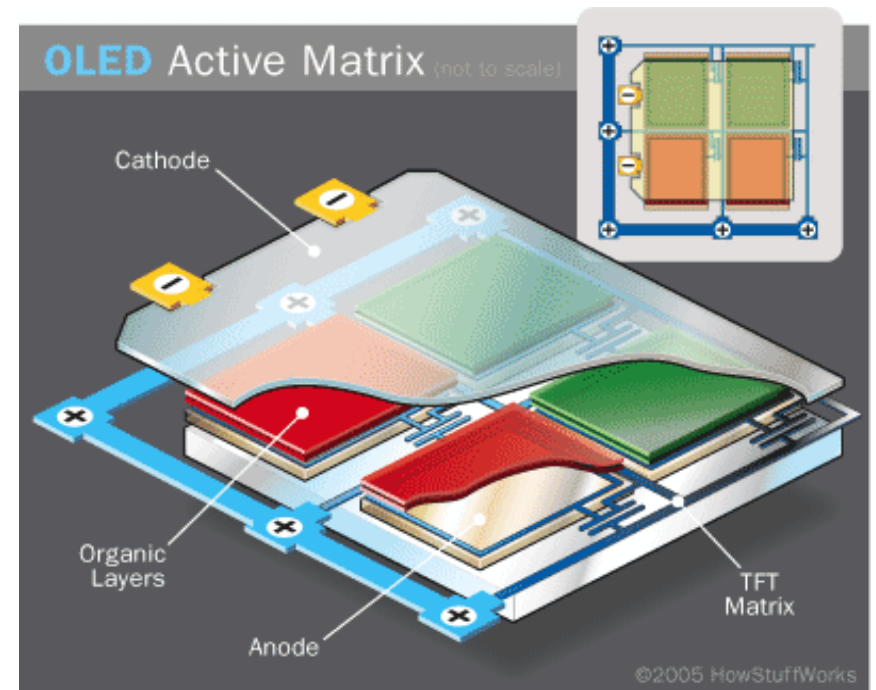 OLED Active Matrix (not to scale)
Cathode
Organic
Layers
Anode
TFT
Matrix
©2005 HowStuffWorks